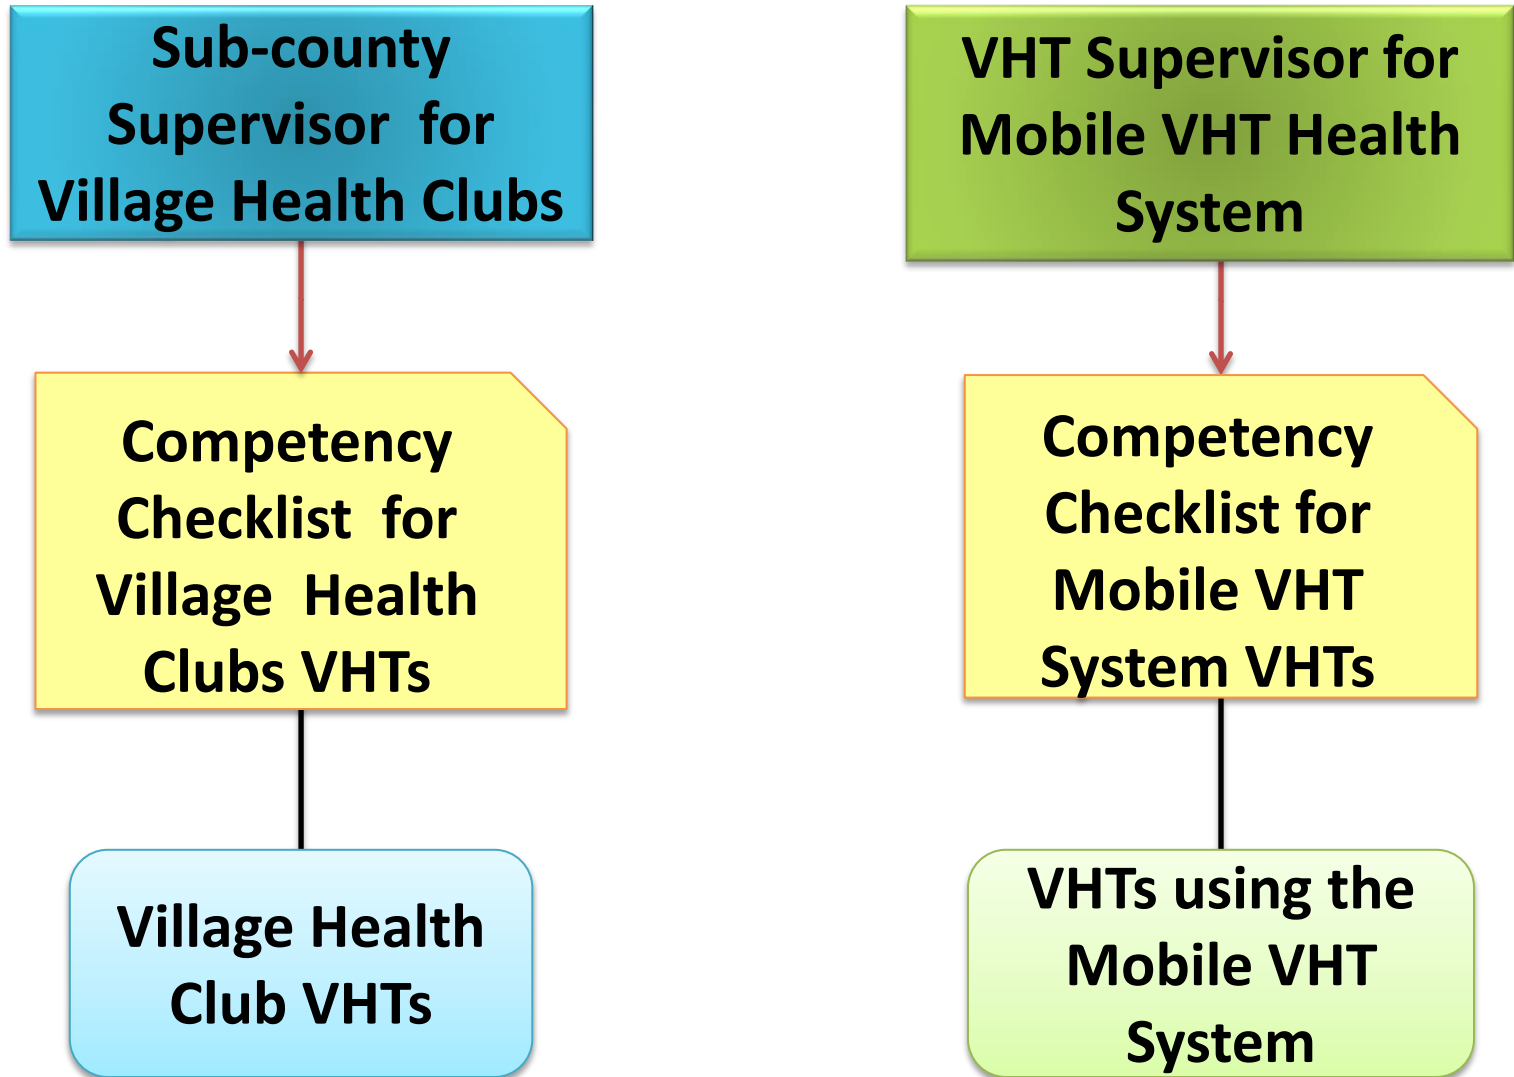 Sub-county
Supervisor for
Village Health Clubs
Competency
Checklist for
Village Health
Clubs VHTs
Village Health
Club VHTs
VHT Supervisor for
Mobile VHT Health
System
Competency
Checklist for
Mobile VHT
System VHTs
VHTs using the
Mobile VHT
System